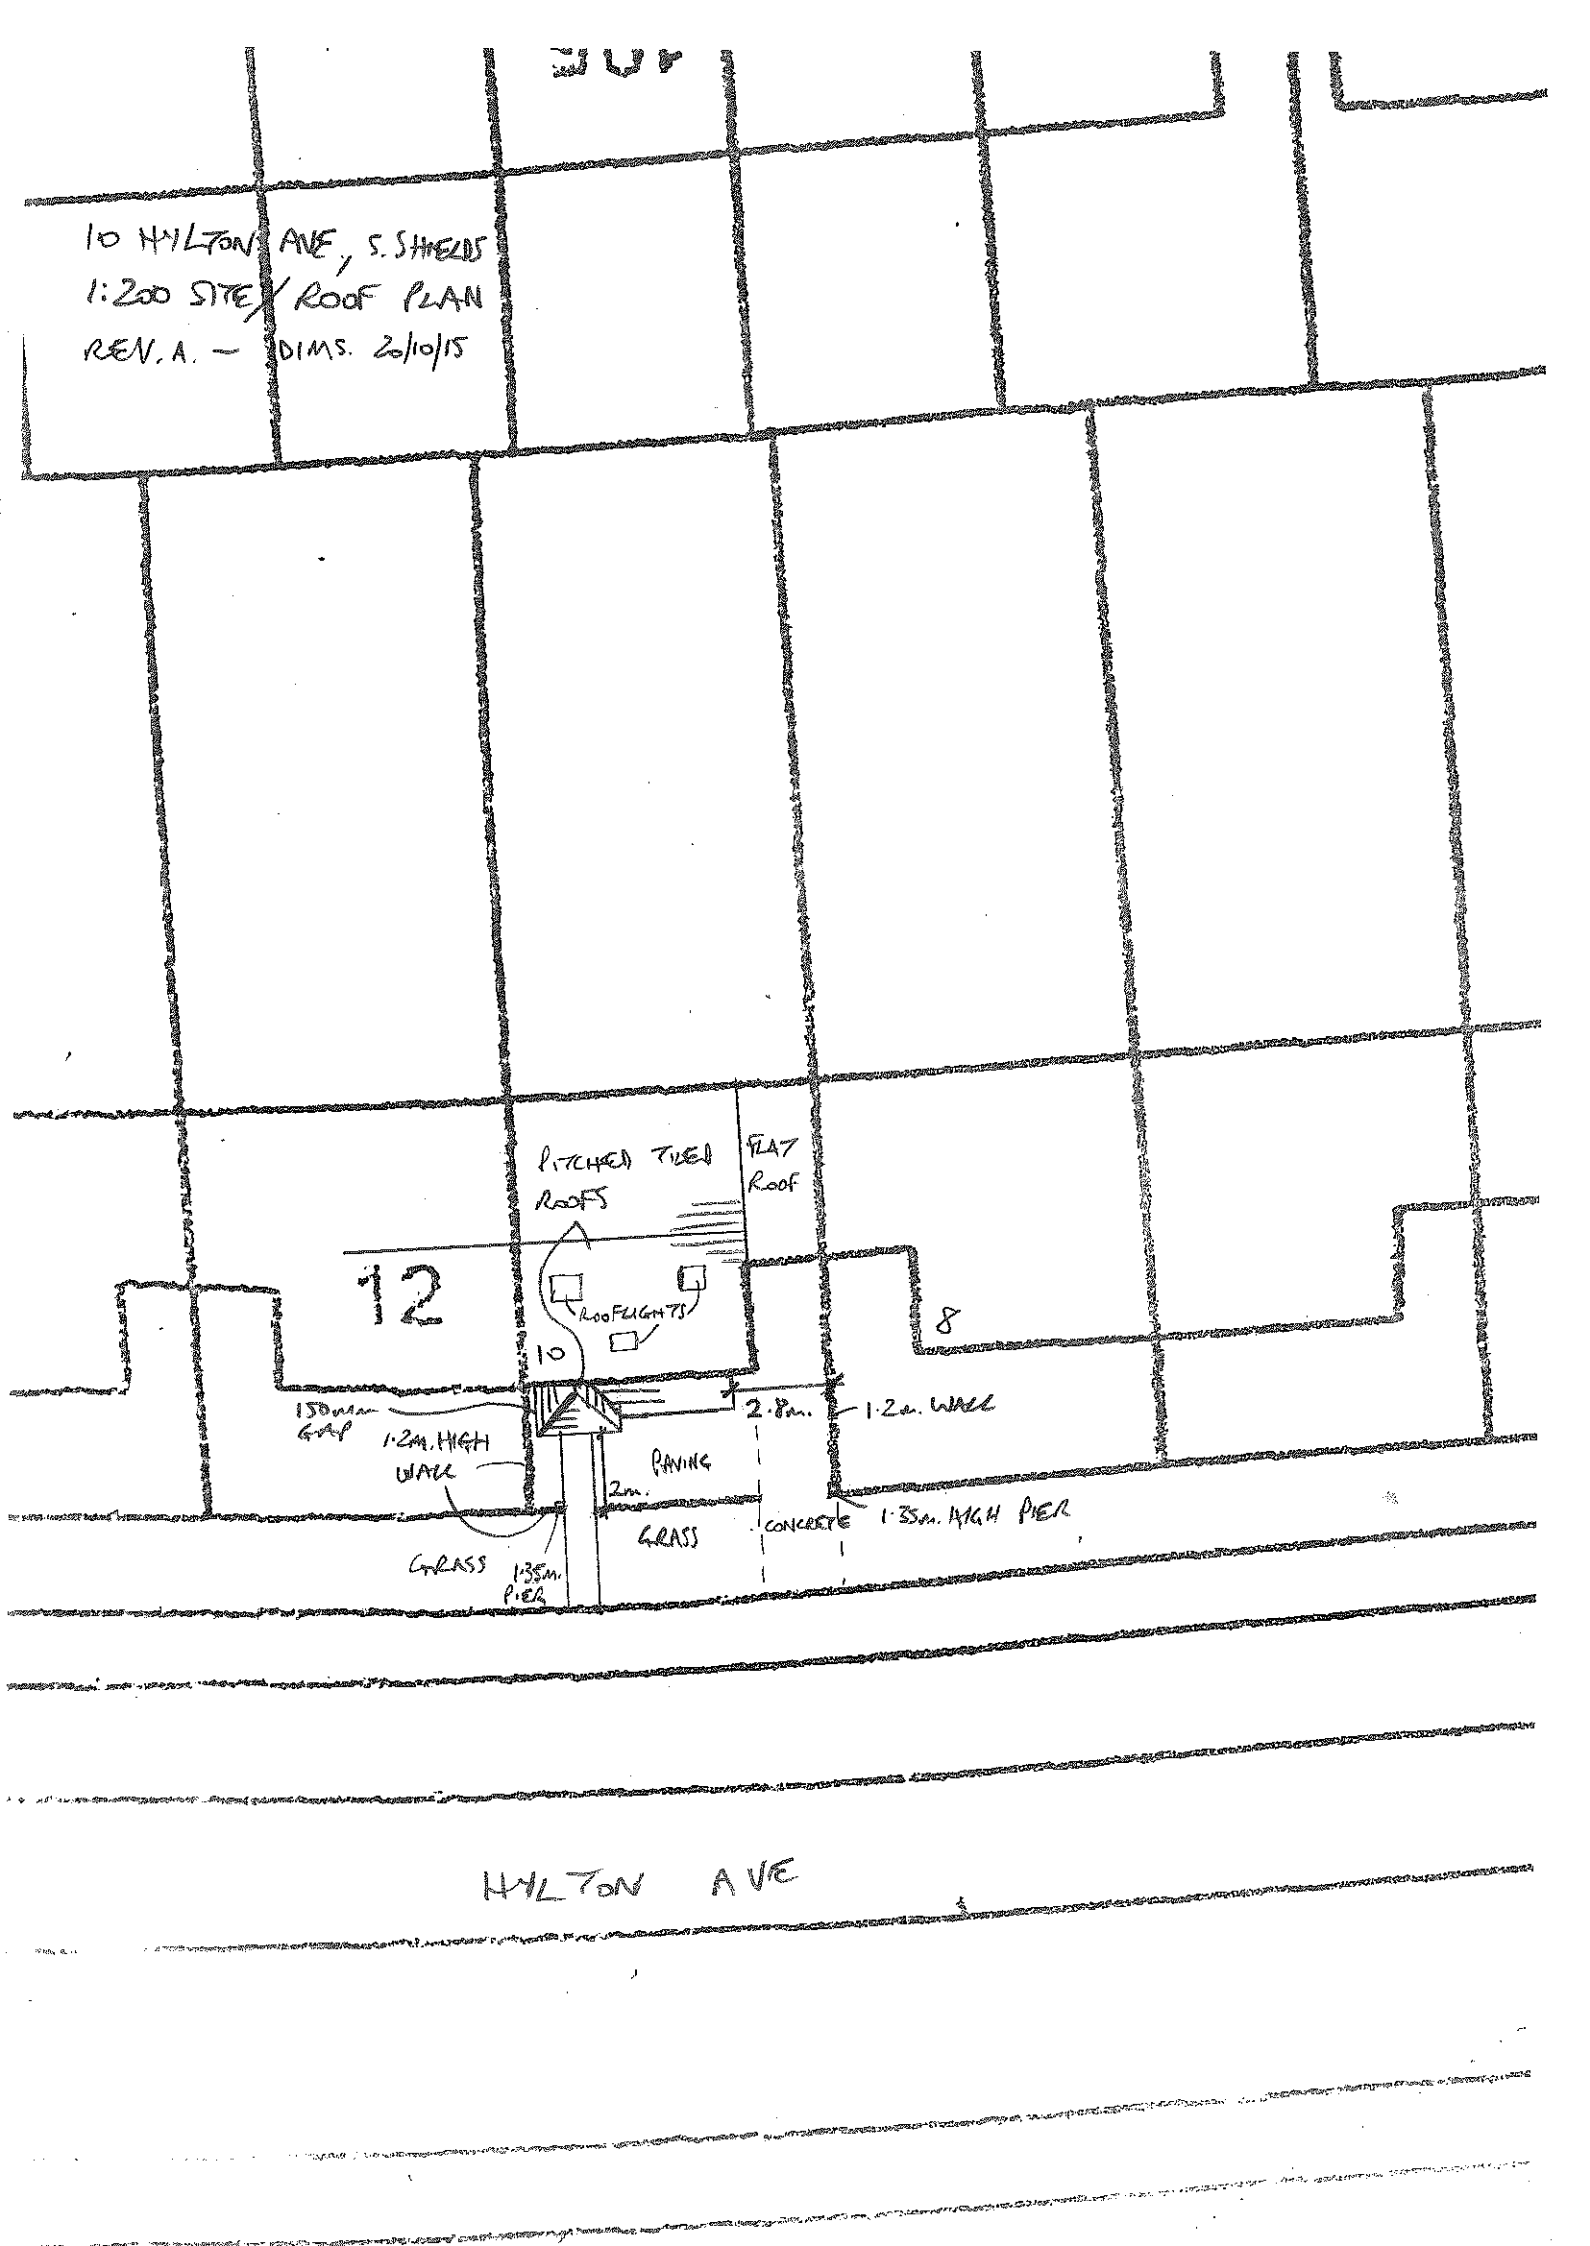 10 HYLTON AVE, S. SHIELDS
1:200 SITE / ROOF PLAN
REV. A. — DIMS. 20/10/15
PITCHED TILED
ROOFS
FLAT
ROOF
12
ROOFLIGHTS
10
8
150mm
GAP
1.2M. HIGH
WALL
2.8m.
1.2m. WALL
PAVING
2m.
GRASS
CONCRETE
1.35m. HIGH PIER
GRASS
1.35m.
PIER
HYLTON AVE